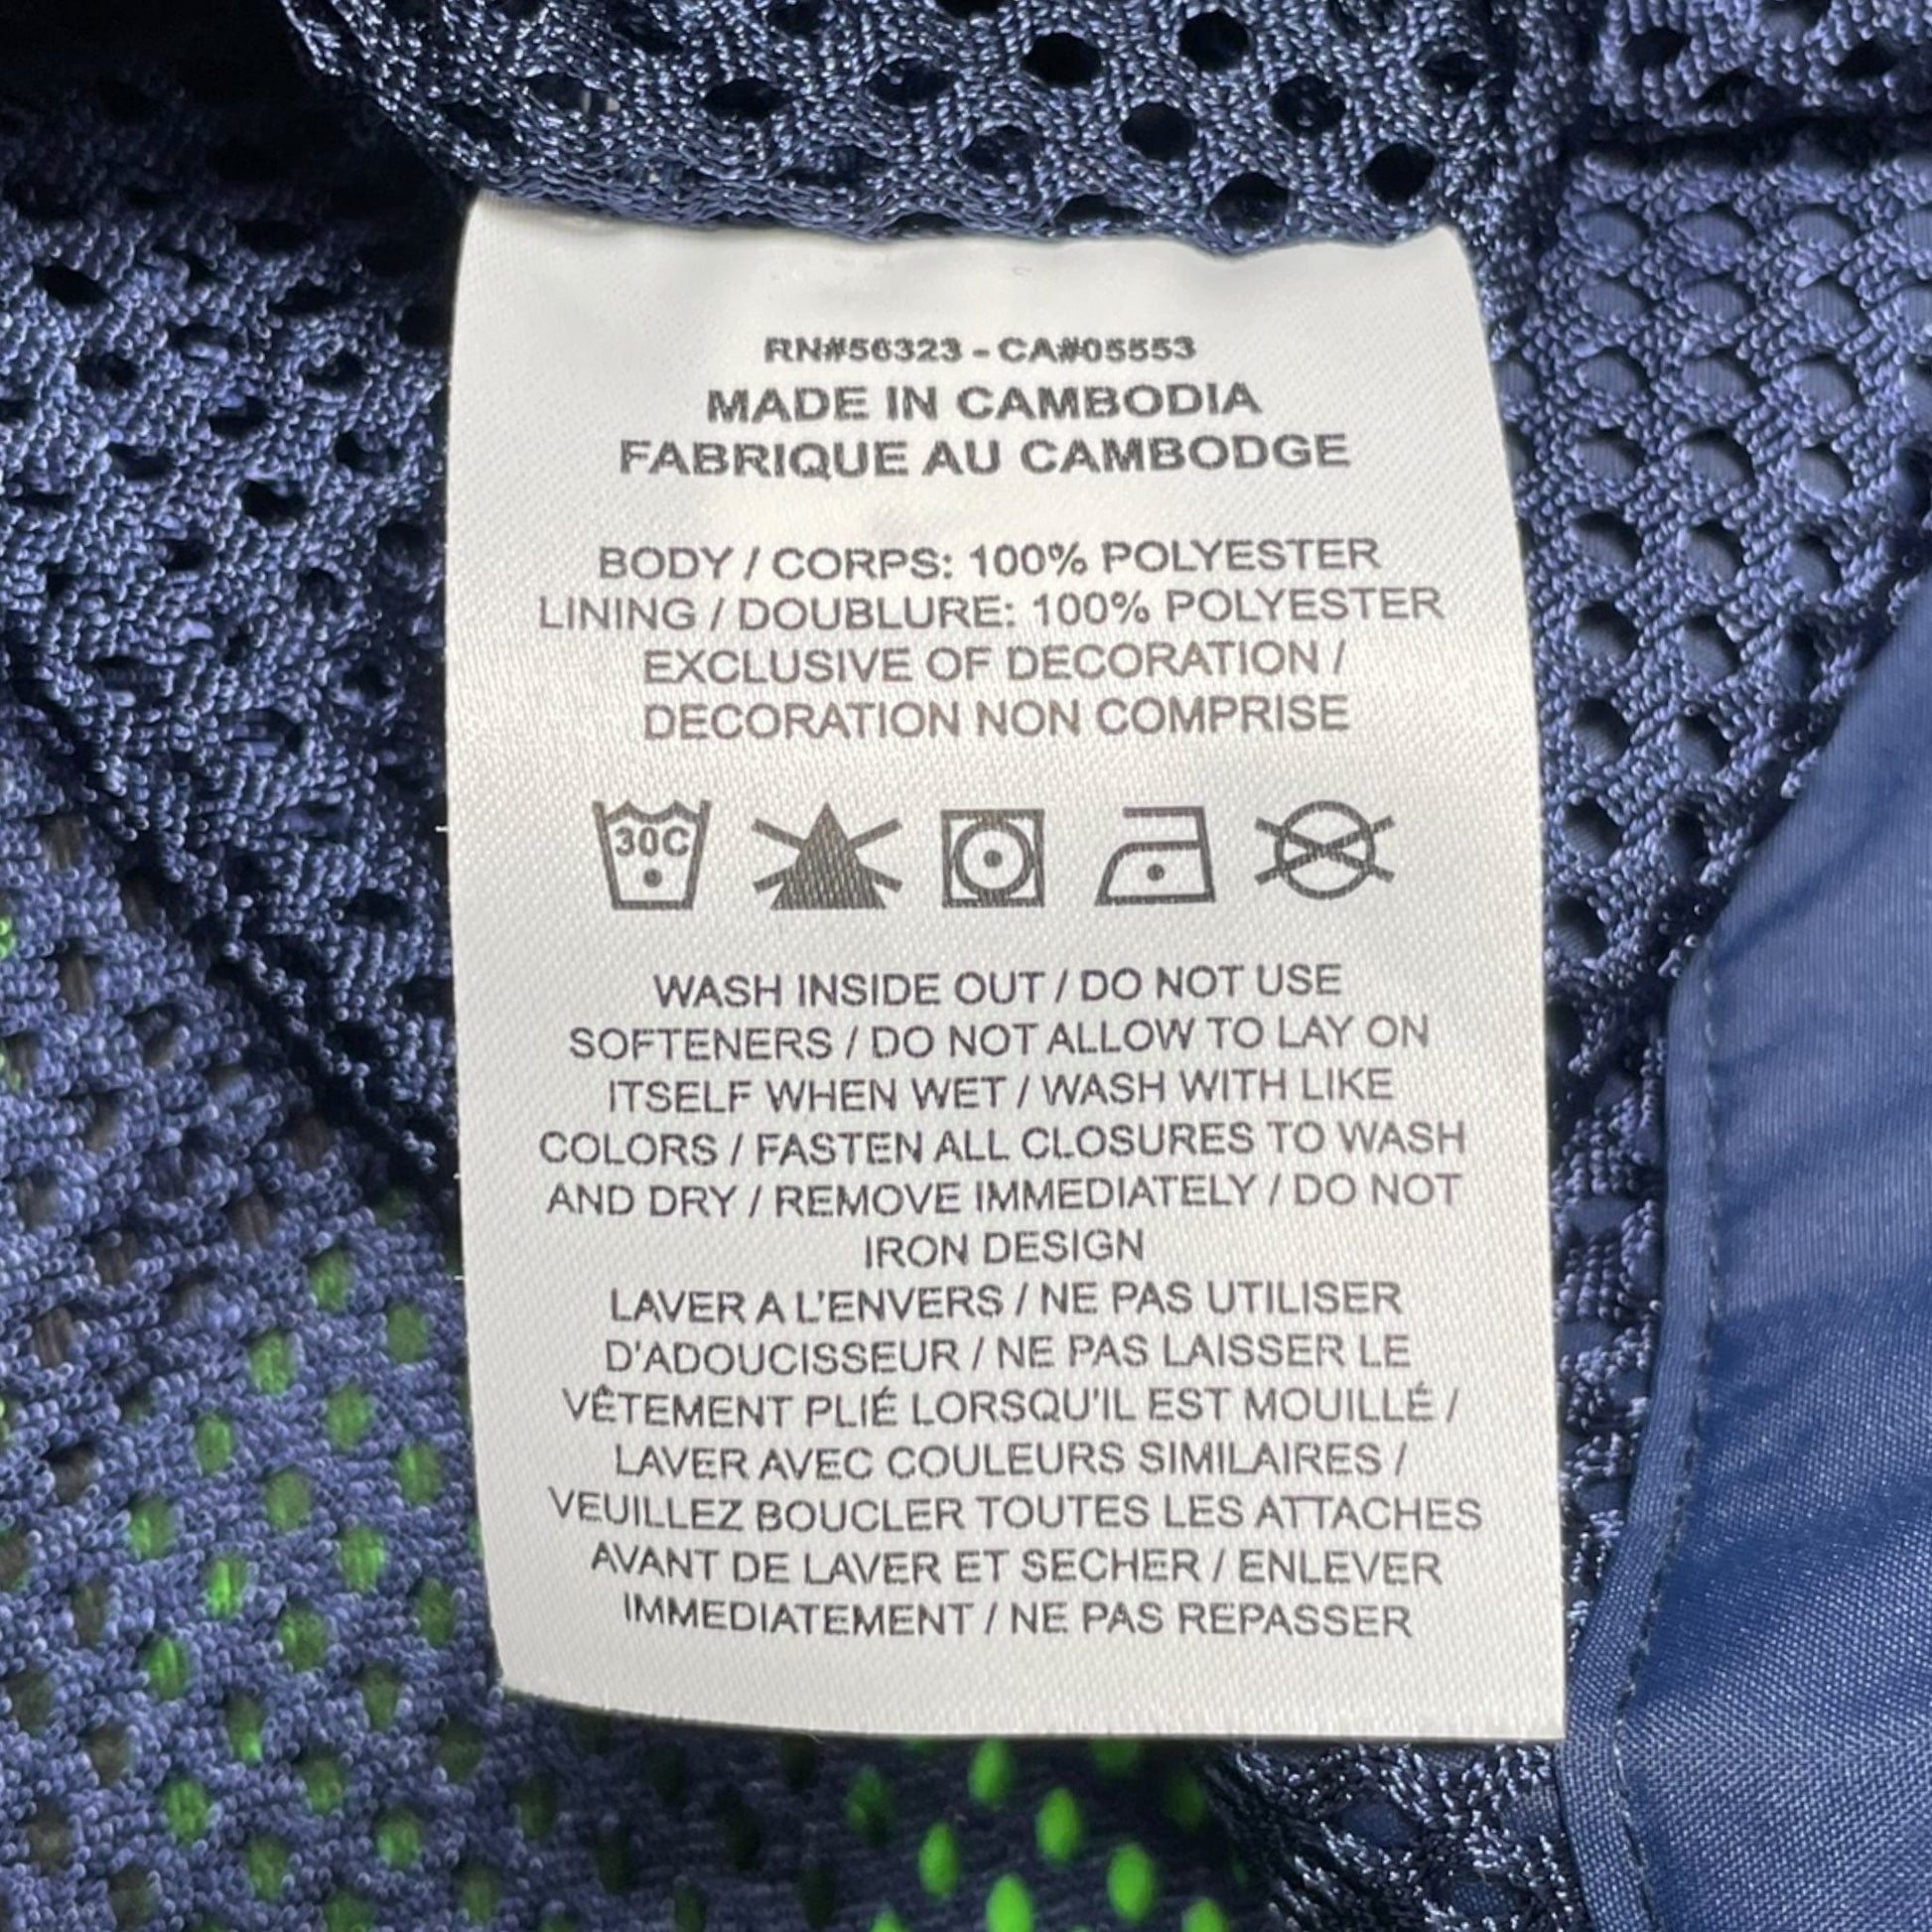 RN#56323 - CA#05553
MADE IN CAMBODIA
FABRIQUE AU CAMBODGE
BODY / CORPS: 100% POLYESTER
LINING / DOUBLURE: 100% POLYESTER
EXCLUSIVE OF DECORATION /
DECORATION NON COMPRISE
30C
WASH INSIDE OUT / DO NOT USE
SOFTENERS / DO NOT ALLOW TO LAY ON
ITSELF WHEN WET / WASH WITH LIKE
COLORS / FASTEN ALL CLOSURES TO WASH
AND DRY / REMOVE IMMEDIATELY / DO NOT
IRON DESIGN
LAVER A L'ENVERS / NE PAS UTILISER
D'ADOUCISSEUR / NE PAS LAISSER LE
VÊTEMENT PLIÉ LORSQU'IL EST MOUILLÉ /
LAVER AVEC COULEURS SIMILAIRES /
VEUILLEZ BOUCLER TOUTES LES ATTACHES
AVANT DE LAVER ET SECHER / ENLEVER
IMMEDIATEMENT / NE PAS REPASSER